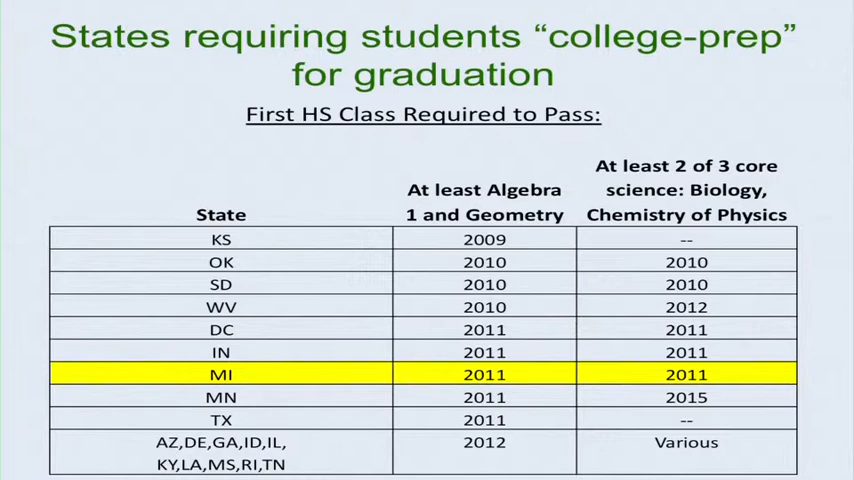 States requiring students “college-prep”
for graduation
First HS Class Required to Pass:
At least 2 of 3 core
At least Algebra science: Biology,
State 1 and Geometry Chemistry of Physics
KS 2009 --
OK 2010 2010
SD 2010 2010
WV 2010 2012
DC 2011 2011
IN 2011 2011
MI 2011 2011
MN 2011 2015
TX 2011 --
AZ,DE,GA,ID,IL, 2012 Various
KY,LA,MS,RI,TN